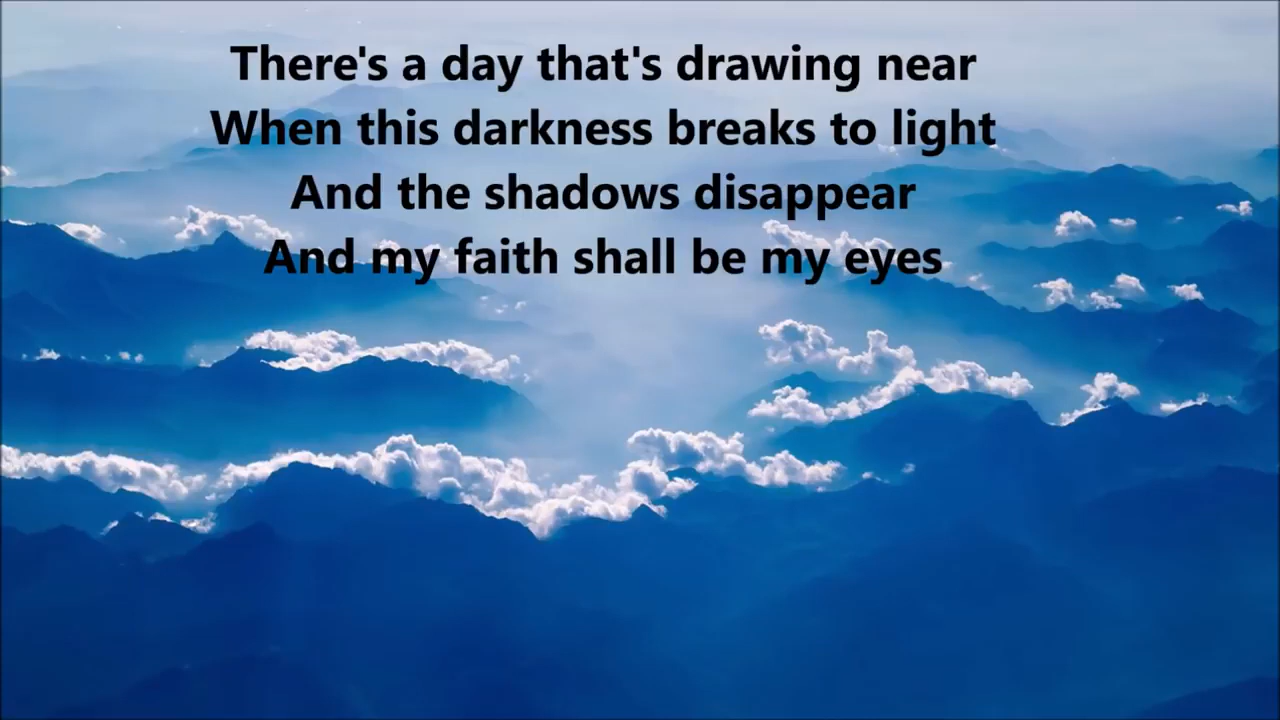 There's a day that's drawing near
When this darkness breaks to light
And the shadows disappear
And my faith shall be my eyes